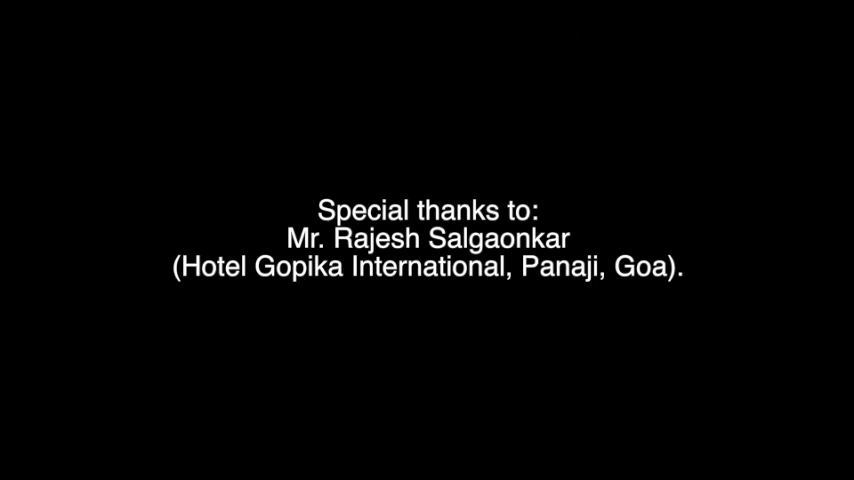 Special thanks to:
Mr. Rajesh Salgaonkar
(Hotel Gopika International, Panaji, Goa).